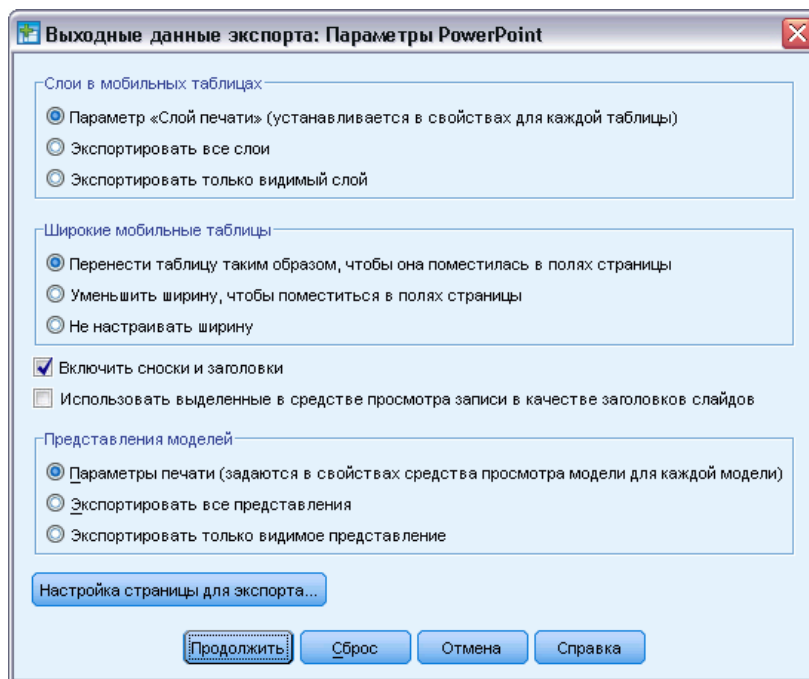 Выходные данные экспорта: Параметры PowerPoint
Слои в мобильных таблицах
Параметр «Слой печати» (устанавливается в свойствах для каждой таблицы)
Экспортировать все слои
Экспортировать только видимый слой
Широкие мобильные таблицы
Перенести таблицу таким образом, чтобы она поместилась в полях страницы
Уменьшить ширину, чтобы поместиться в полях страницы
Не настраивать ширину
Включить сноски и заголовки
Использовать выделенные в средстве просмотра записи в качестве заголовков слайдов
Представления моделей
Параметры печати (задаются в свойствах средства просмотра модели для каждой модели)
Экспортировать все представления
Экспортировать только видимое представление
Настройка страницы для экспорта...
Продолжить Сброс Отмена Справка